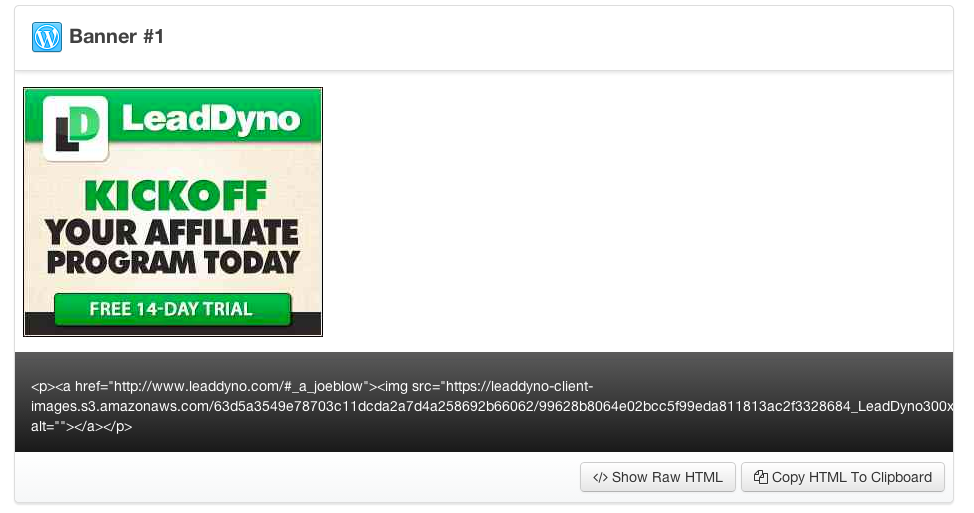 Banner #1
LeadDyno
KICKOFF
YOUR AFFILIATE
PROGRAM TODAY
FREE 14-DAY TRIAL
<p><a href="http://www.leaddyno.com/#_a_joeblow"><img src="https://leaddyno-client-
images.s3.amazonaws.com/63d5a3549e78703c11dcda2a7d4a258692b66062/99628b8064e02bcc5f99eda811813ac2f3328684_LeadDyno300x
alt=""></a></p>
</> Show Raw HTML Copy HTML To Clipboard